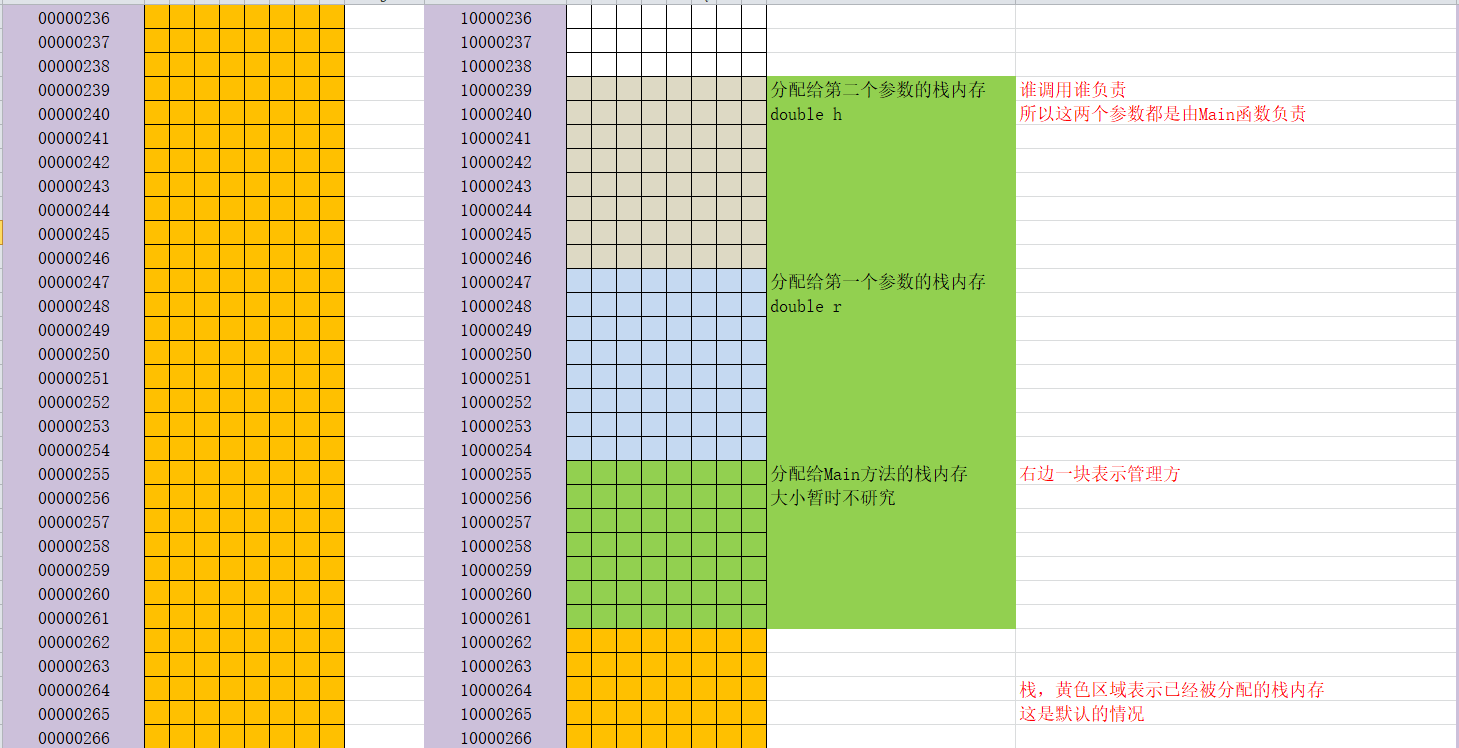 00000236 10000236
00000237 10000237
00000238 10000238
00000239 10000239 分配给第二个参数的栈内存 谁调用谁负责
00000240 10000240 double h 所以这两个参数都是由Main函数负责
00000241 10000241
00000242 10000242
00000243 10000243
00000244 10000244
00000245 10000245
00000246 10000246
00000247 10000247 分配给第一个参数的栈内存
00000248 10000248 double r
00000249 10000249
00000250 10000250
00000251 10000251
00000252 10000252
00000253 10000253
00000254 10000254
00000255 10000255 分配给Main方法的栈内存 右边一块表示管理方
00000256 10000256 大小暂时不研究
00000257 10000257
00000258 10000258
00000259 10000259
00000260 10000260
00000261 10000261
00000262 10000262
00000263 10000263
00000264 10000264 栈，黄色区域表示已经被分配的栈内存
00000265 10000265 这是默认的情况
00000266 10000266